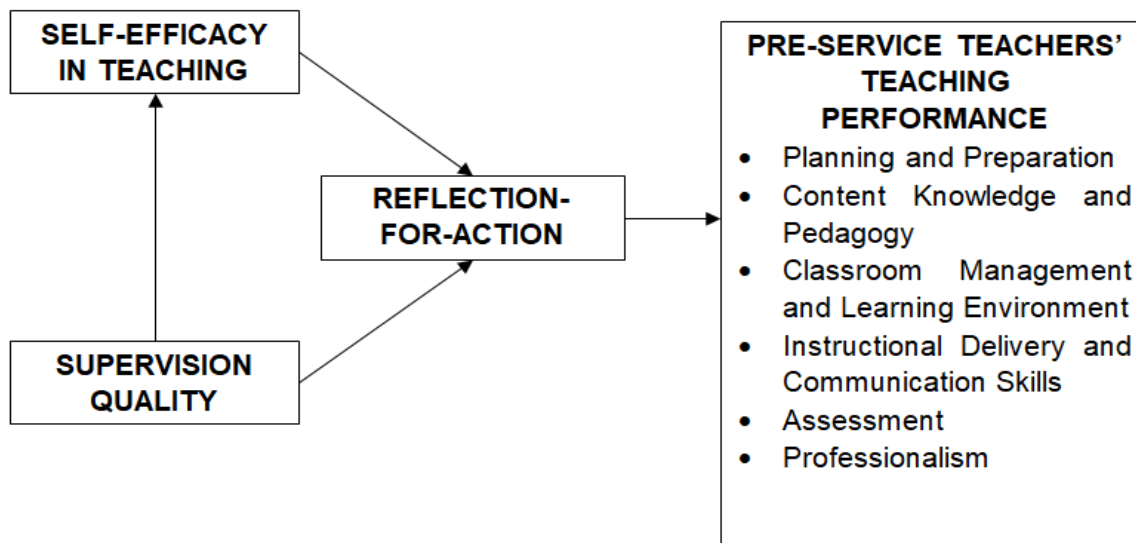 SELF-EFFICACY
IN TEACHING
SUPERVISION
QUALITY
REFLECTION-
FOR-ACTION
PRE-SERVICE TEACHERS’
TEACHING
PERFORMANCE
• Planning and Preparation
• Content Knowledge and
Pedagogy
• Classroom Management
and Learning Environment
• Instructional Delivery and
Communication Skills
• Assessment
• Professionalism